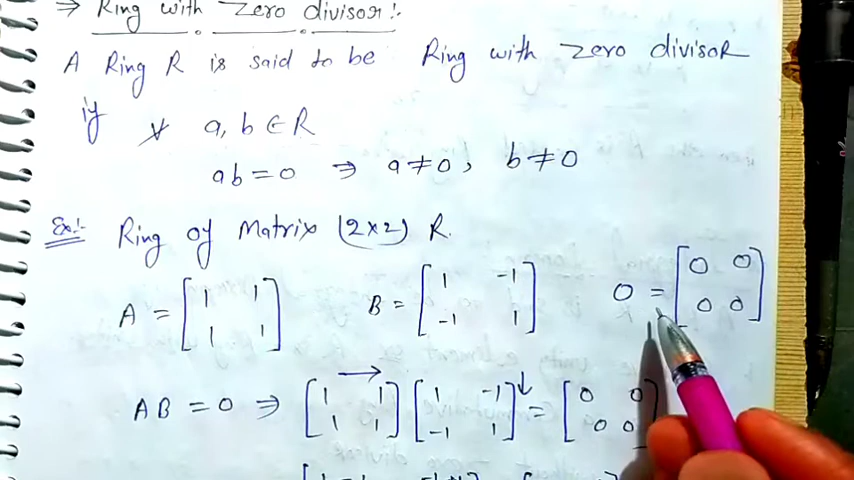 ⇒ Ring with Zero divisor:-
A Ring R is said to be Ring with zero divisoR
if ∀ a, b ∈ R
ab = 0 ⇒ a ≠ 0, b ≠ 0
Ex:- Ring of Matrix (2×2) R.
A = [1 1; 1 1] B = [1 -1; -1 1] 0 = [0 0; 0 0]
AB = 0 ⇒ [1 1; 1 1] [1 -1; -1 1] = [0 0; 0 0]